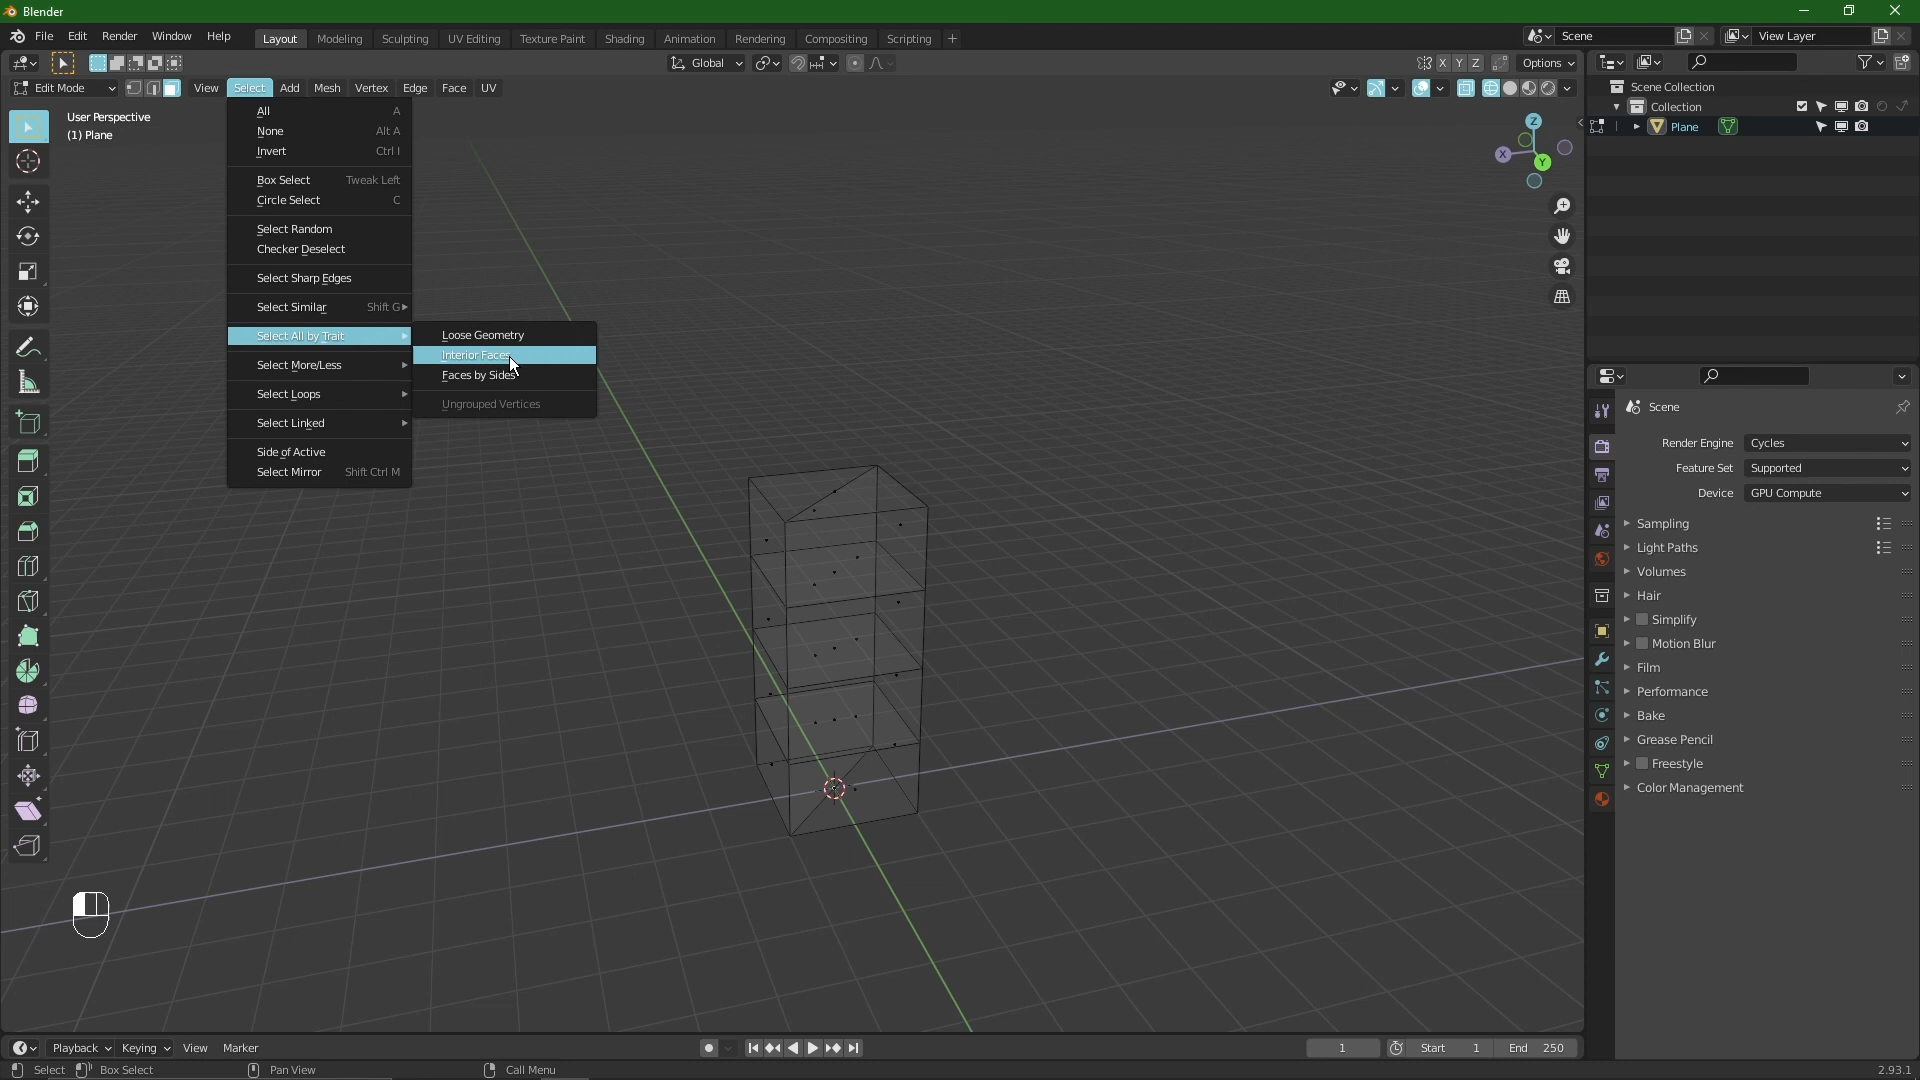 Blender
File Edit Render Window Help Layout Modeling Sculpting UV Editing Texture Paint Shading Animation Rendering Compositing Scripting Scene View Layer
Global X Y Z Options
Edit Mode View Select Add Mesh Vertex Edge Face UV
User Perspective
(1) Plane
All A
None Alt A
Invert Ctrl I
Box Select Tweak Left
Circle Select C
Select Random
Checker Deselect
Select Sharp Edges
Select Similar Shift G
Select All by Trait
Select More/Less
Select Loops
Select Linked
Side of Active
Select Mirror Shift Ctrl M
Loose Geometry
Interior Faces
Faces by Sides
Ungrouped Vertices
Z
X
Y
Scene Collection
Collection
Plane
Scene
Render Engine Cycles
Feature Set Supported
Device GPU Compute
Sampling
Light Paths
Volumes
Hair
Simplify
Motion Blur
Film
Performance
Bake
Grease Pencil
Freestyle
Color Management
Playback Keying View Marker 1 Start 1 End 250
Select Box Select Pan View Call Menu 2.93.1